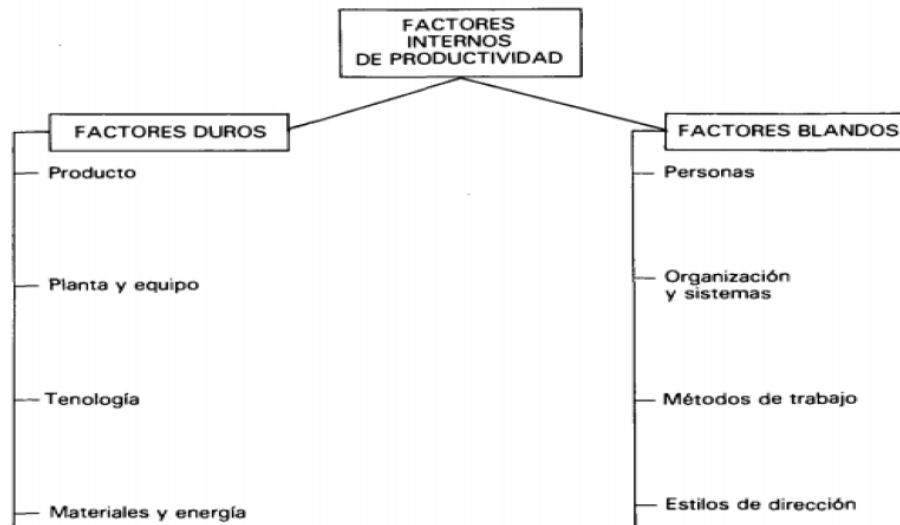 FACTORES
INTERNOS
DE PRODUCTIVIDAD
FACTORES DUROS
Producto
Planta y equipo
Tenología
Materiales y energía
FACTORES BLANDOS
Personas
Organización
y sistemas
Métodos de trabajo
Estilos de dirección